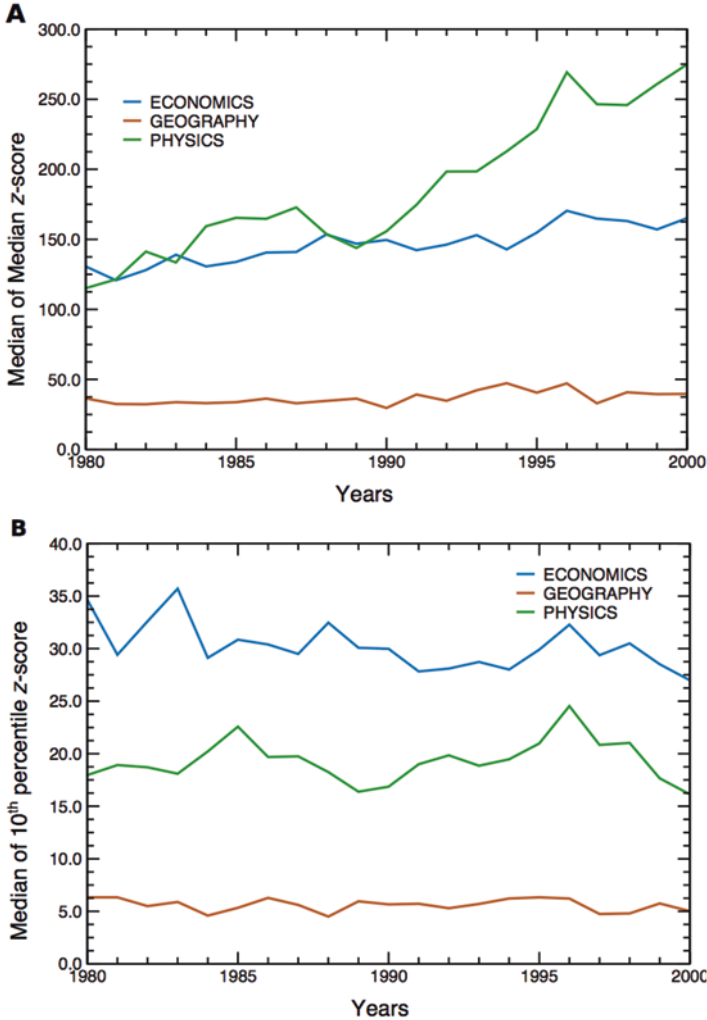 A
300.0
250.0
200.0
150.0
100.0
50.0
0.0
Median of Median z-score
ECONOMICS
GEOGRAPHY
PHYSICS
1980 1985 1990 1995 2000
Years
B
40.0
35.0
30.0
25.0
20.0
15.0
10.0
5.0
0.0
Median of 10th percentile z-score
ECONOMICS
GEOGRAPHY
PHYSICS
1980 1985 1990 1995 2000
Years